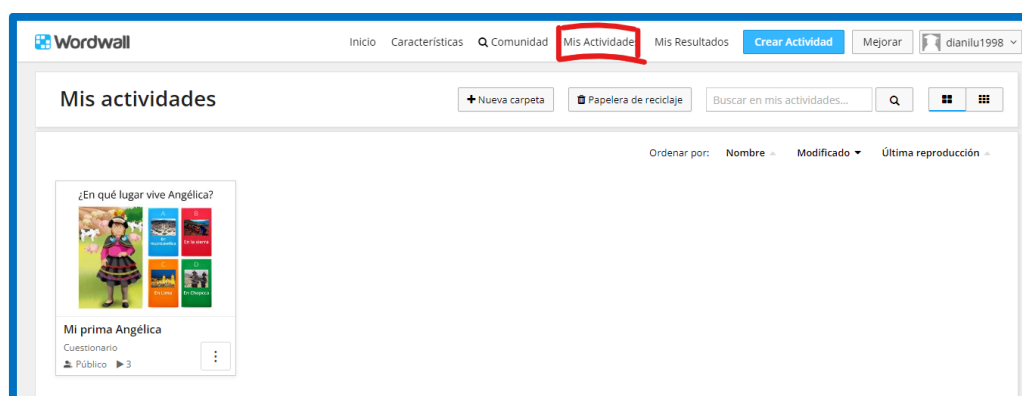 Wordwall Inicio Características Comunidad Mis Actividades Mis Resultados Crear Actividad Mejorar dianilu1998
Mis actividades Nueva carpeta Papelera de reciclaje Buscar en mis actividades...
Ordenar por: Nombre Modificado Última reproducción
¿En qué lugar vive Angélica?
A B
En la sierra
C D
En Lima En Chepeca
Mi prima Angélica
Cuestionario
Público 3